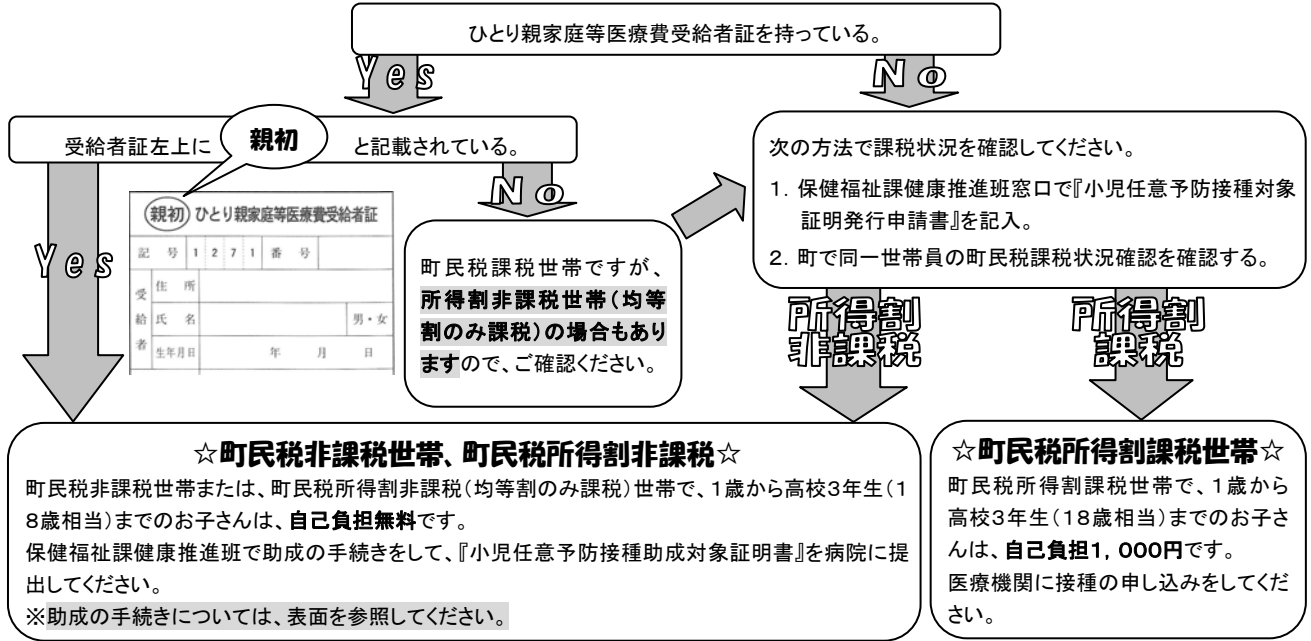 ひとり親家庭等医療費受給者証を持っている。
Yes
No
受給者証左上に 親初 と記載されている。
Yes
No
親初 ひとり親家庭等医療費受給者証
記 号 1 2 7 1 番 号
受給者
住 所
氏 名 男・女
生年月日 年 月 日
町民税課税世帯ですが、
所得割非課税世帯(均等
割のみ課税)の場合もあり
ますので、ご確認ください。
次の方法で課税状況を確認してください。
1. 保健福祉課健康推進班窓口で『小児任意予防接種対象
証明発行申請書』を記入。
2. 町で同一世帯員の町民税課税状況確認を確認する。
所得割
非課税
所得割
課税
☆町民税非課税世帯、町民税所得割非課税☆
町民税非課税世帯または、町民税所得割非課税(均等割のみ課税)世帯で、1歳から高校3年生(1
8歳相当)までのお子さんは、自己負担無料です。
保健福祉課健康推進班で助成の手続きをして、『小児任意予防接種助成対象証明書』を病院に提
出してください。
※助成の手続きについては、表面を参照してください。
☆町民税所得割課税世帯☆
町民税所得割課税世帯で、1歳から
高校3年生(18歳相当)までのお子さ
んは、自己負担1,000円です。
医療機関に接種の申し込みをしてくだ
さい。